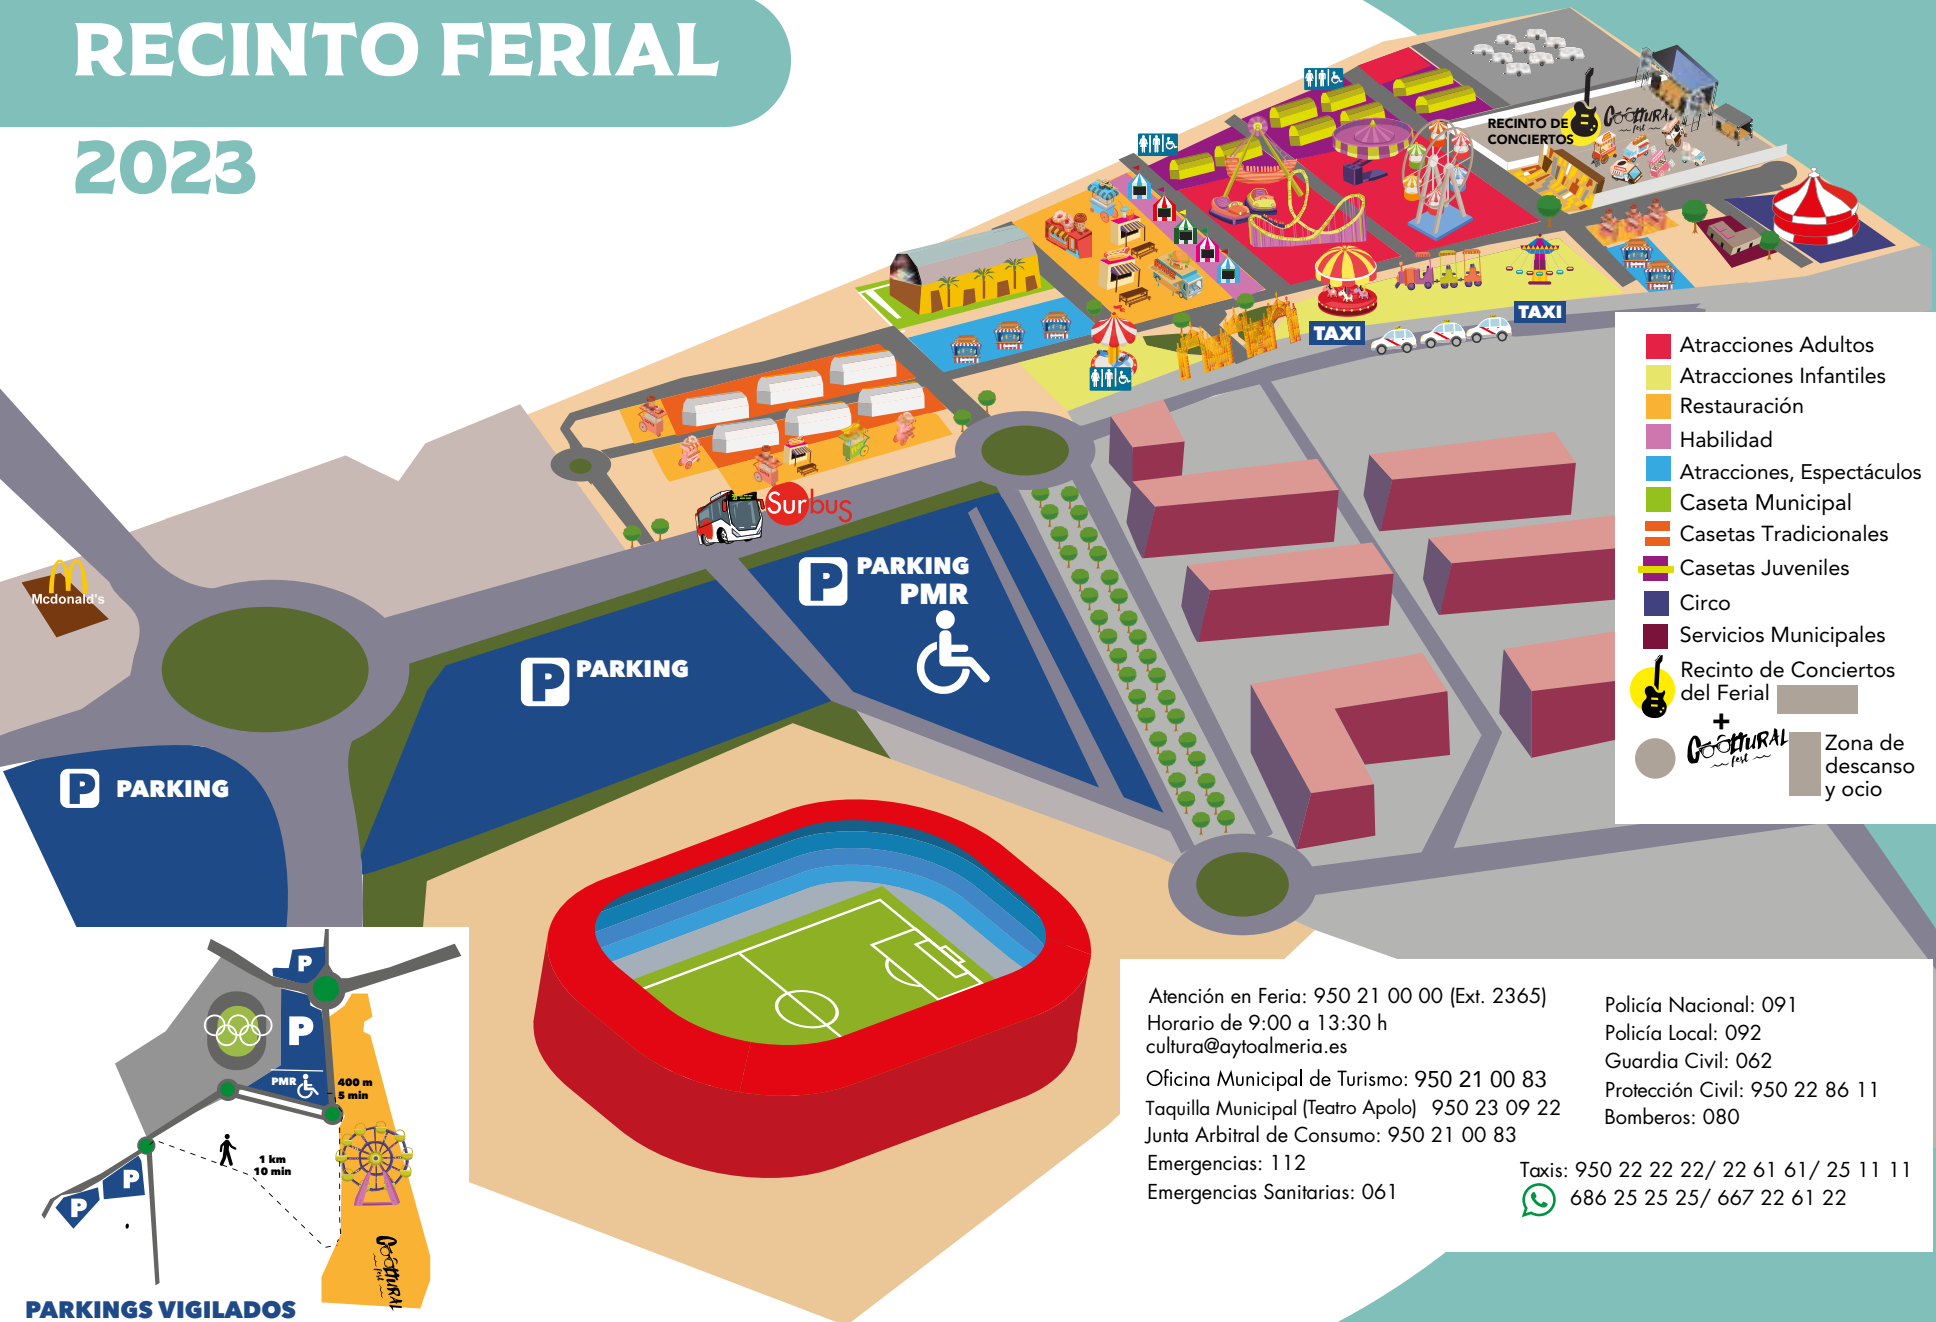 RECINTO FERIAL
2023
RECINTO DE
CONCIERTOS
Cooltural
fest
TAXI
TAXI
Surbus
Mcdonald's
P PARKING
PMR
P PARKING
P PARKING
Atracciones Adultos
Atracciones Infantiles
Restauración
Habilidad
Atracciones, Espectáculos
Caseta Municipal
Casetas Tradicionales
Casetas Juveniles
Circo
Servicios Municipales
Recinto de Conciertos
del Ferial
+
Cooltural
fest
Zona de
descanso
y ocio
P
P
PMR
400 m
5 min
1 km
10 min
P
P
Cooltural
fest
PARKINGS VIGILADOS
Atención en Feria: 950 21 00 00 (Ext. 2365)
Horario de 9:00 a 13:30 h
cultura@aytoalmeria.es
Oficina Municipal de Turismo: 950 21 00 83
Taquilla Municipal (Teatro Apolo) 950 23 09 22
Junta Arbitral de Consumo: 950 21 00 83
Emergencias: 112
Emergencias Sanitarias: 061
Policía Nacional: 091
Policía Local: 092
Guardia Civil: 062
Protección Civil: 950 22 86 11
Bomberos: 080
Taxis: 950 22 22 22/ 22 61 61/ 25 11 11
686 25 25 25/ 667 22 61 22